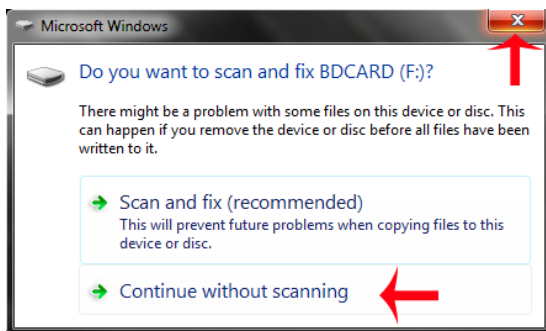 Microsoft Windows
Do you want to scan and fix BDCARD (F:)?
There might be a problem with some files on this device or disc. This
can happen if you remove the device or disc before all files have been
written to it.
Scan and fix (recommended)
This will prevent future problems when copying files to this
device or disc.
Continue without scanning